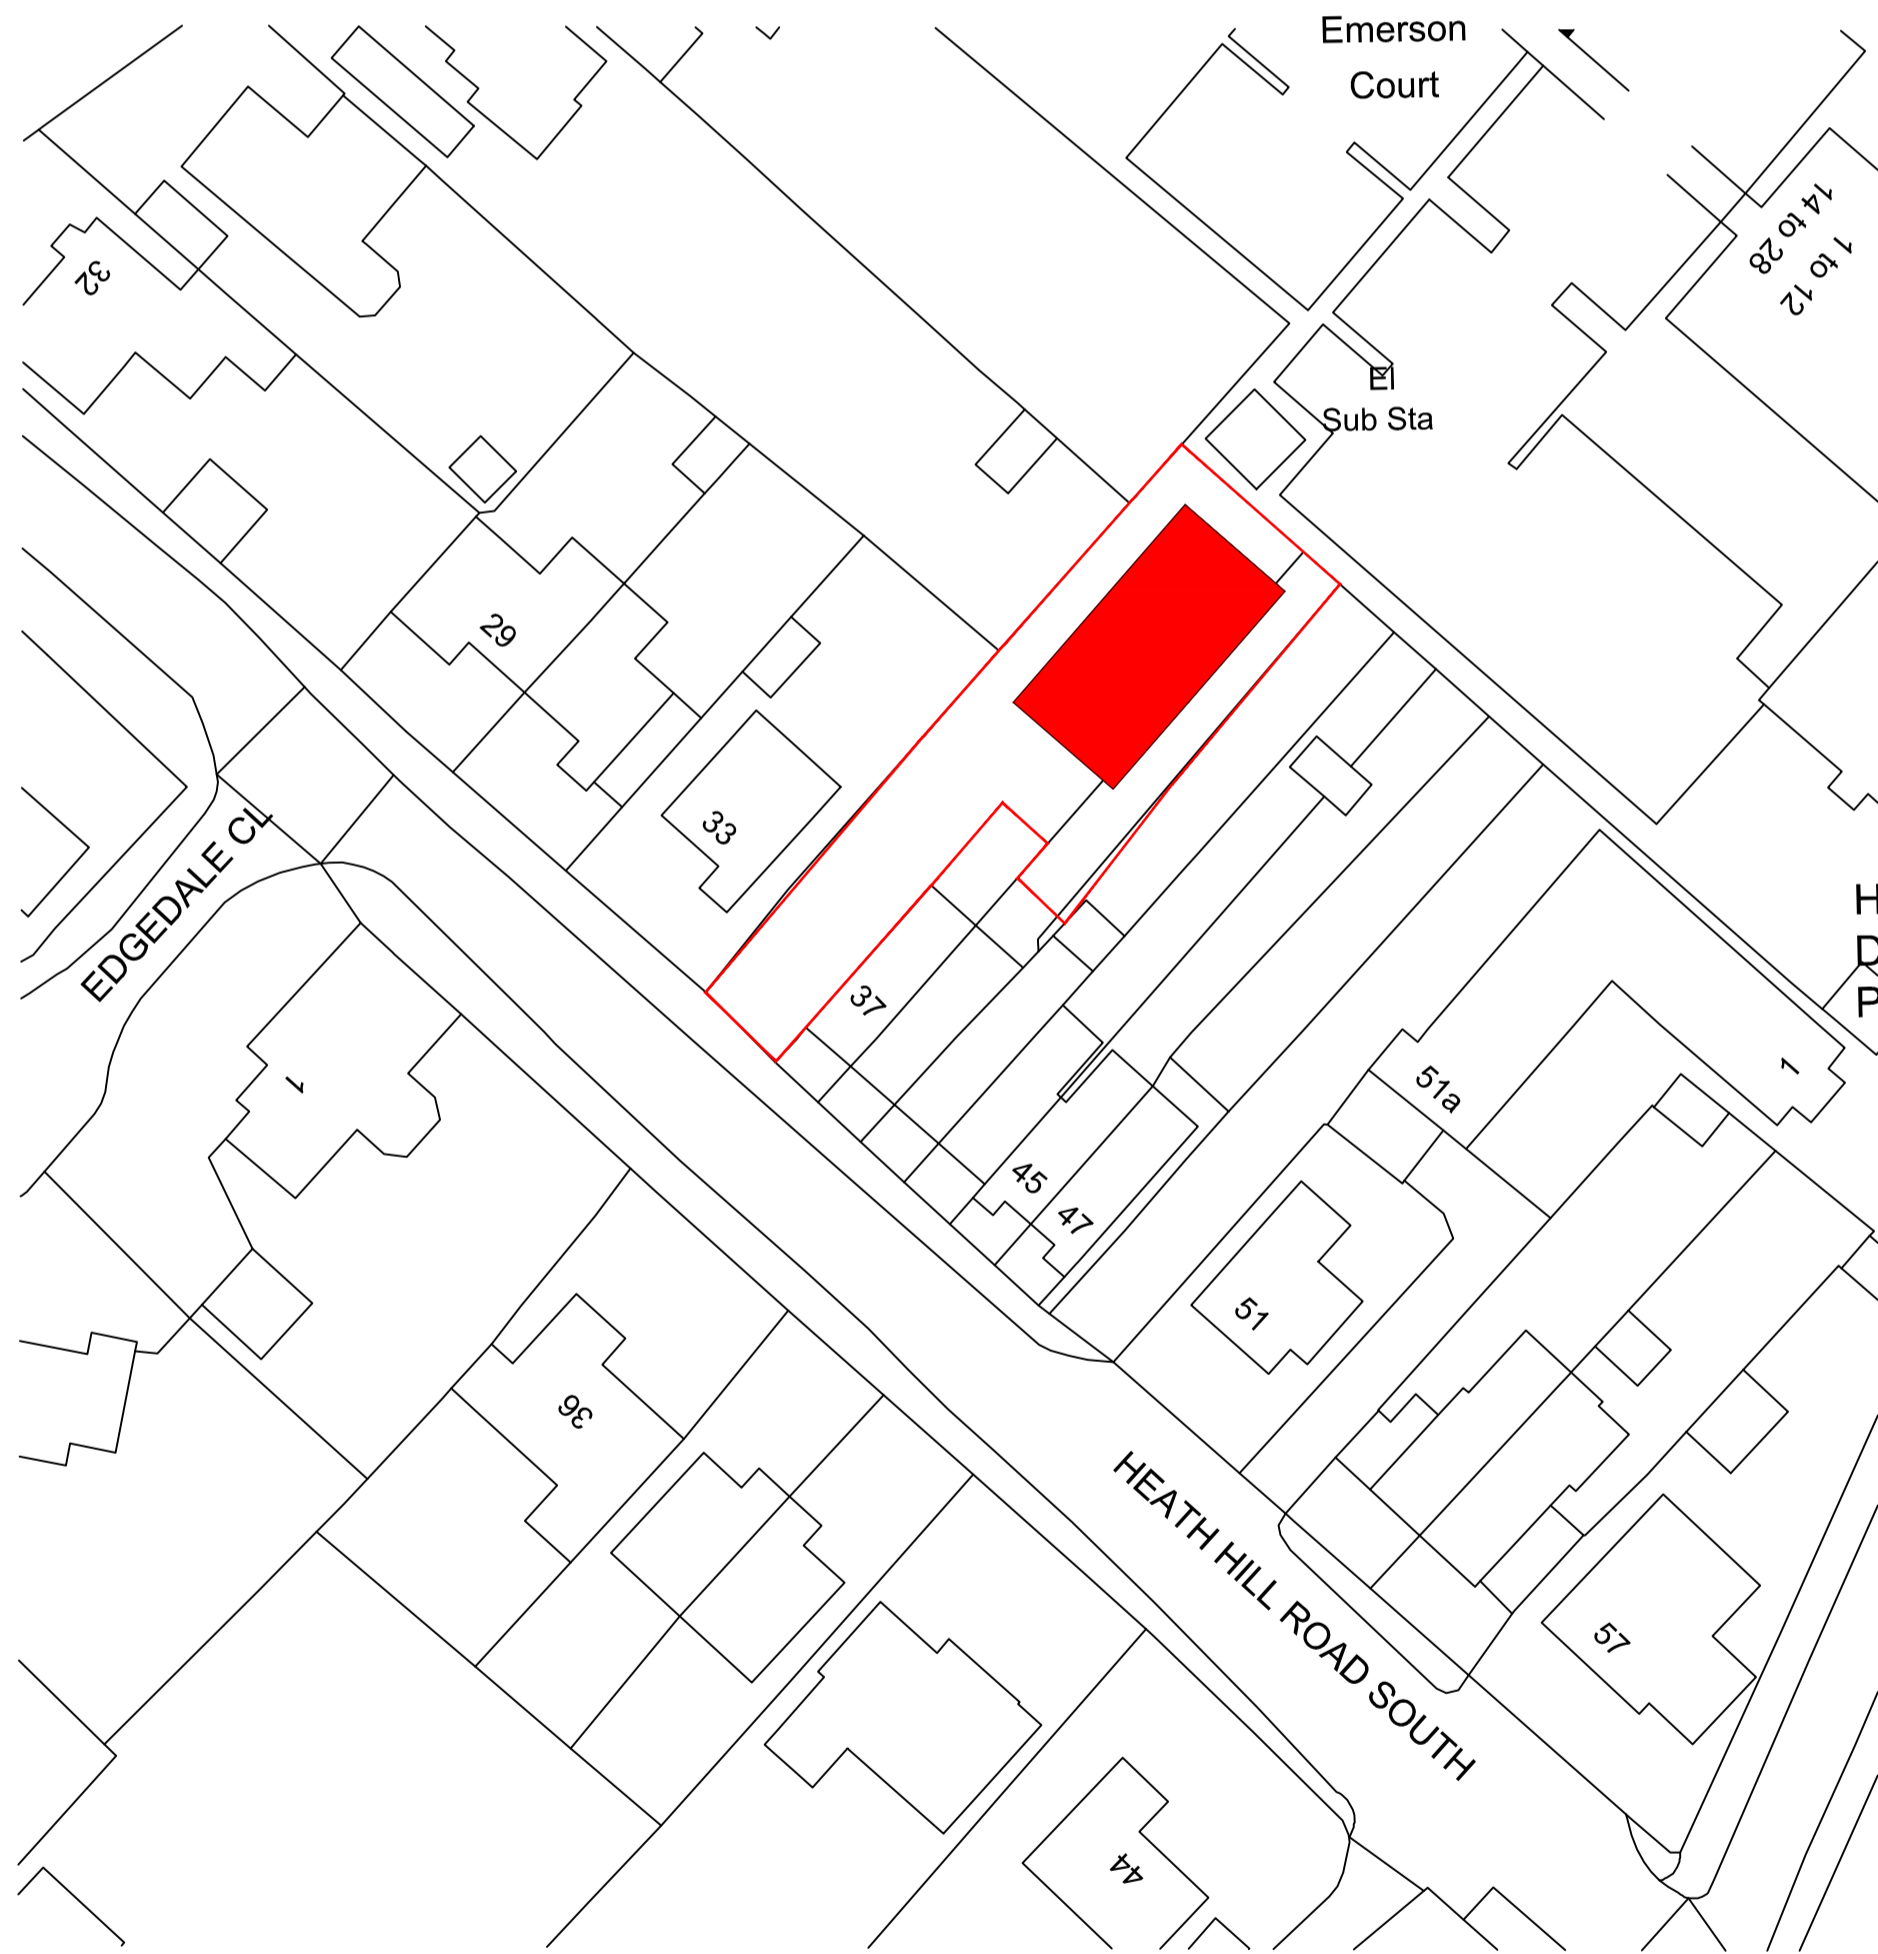 Emerson
Court
14 to 28
1 to 12
32
El
Sub Sta
29
33
EDGEDALE CL
H
D
P
37
1
51a
1
45
47
51
36
HEATH HILL ROAD SOUTH
57
44